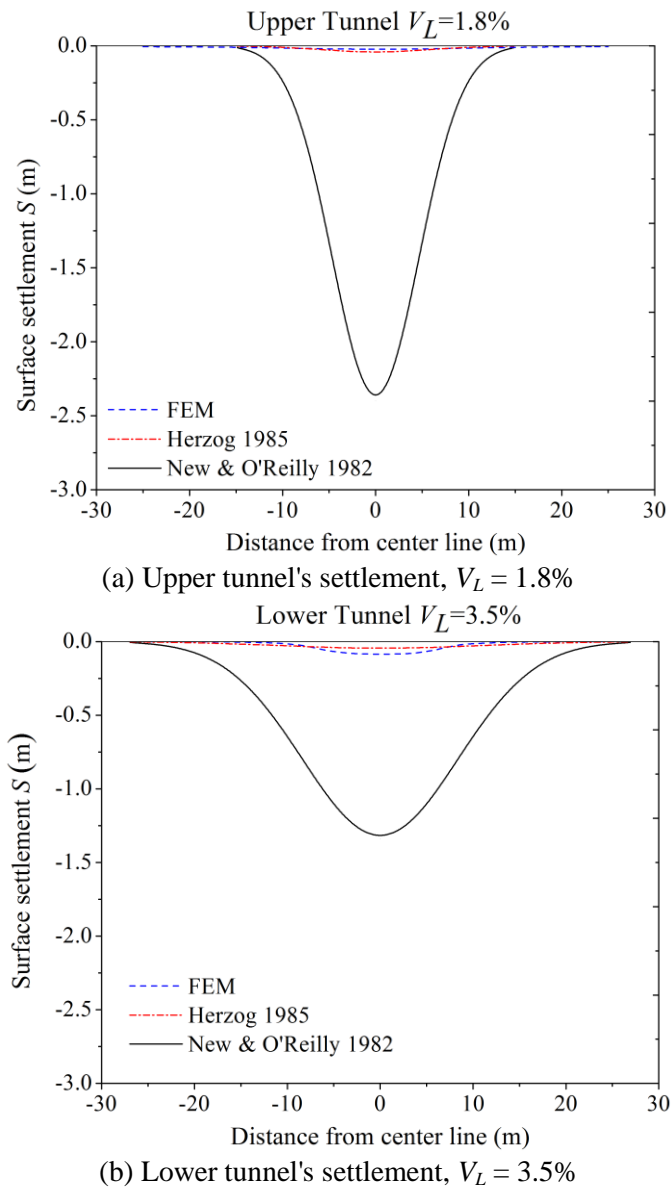 Upper Tunnel V_L=1.8%
0.0
-0.5
-1.0
-1.5
-2.0
-2.5
-3.0
Surface settlement S (m)
FEM
Herzog 1985
New & O'Reilly 1982
-30 -20 -10 0 10 20 30
Distance from center line (m)
(a) Upper tunnel's settlement, V_L = 1.8%
Lower Tunnel V_L=3.5%
0.0
-0.5
-1.0
-1.5
-2.0
-2.5
-3.0
Surface settlement S (m)
FEM
Herzog 1985
New & O'Reilly 1982
-30 -20 -10 0 10 20 30
Distance from center line (m)
(b) Lower tunnel's settlement, V_L = 3.5%